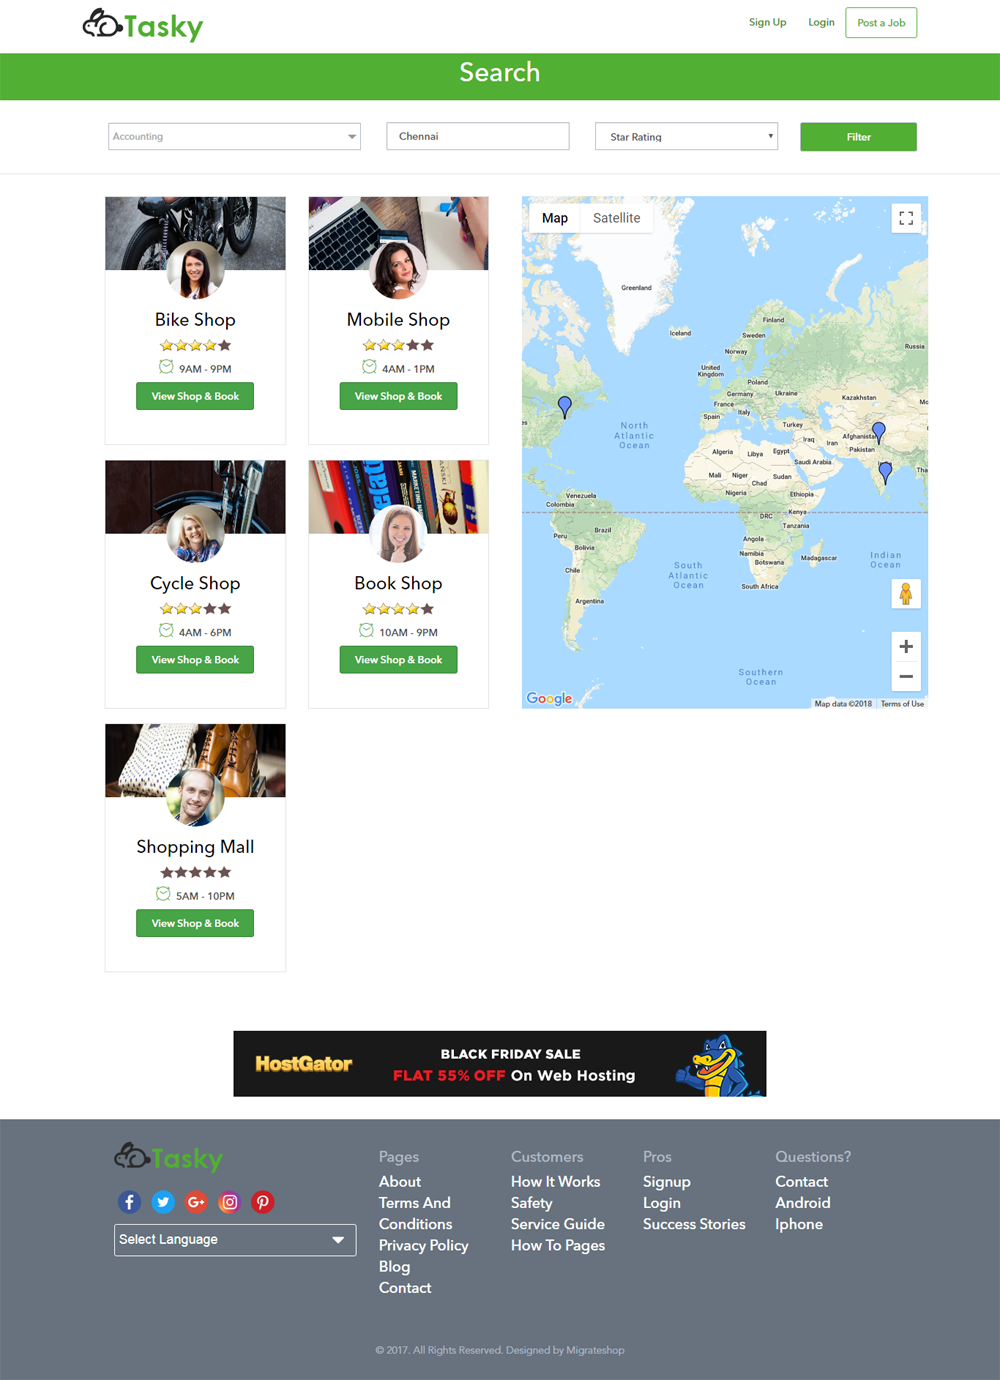 Tasky
Sign Up
Login
Post a Job
Search
Accounting
Chennai
Star Rating
Filter
Bike Shop
9AM - 9PM
View Shop & Book
Mobile Shop
4AM - 1PM
View Shop & Book
Cycle Shop
4AM - 6PM
View Shop & Book
Book Shop
10AM - 9PM
View Shop & Book
Shopping Mall
5AM - 10PM
View Shop & Book
Map
Satellite
Greenland
Iceland
Finland
Sweden
Norway
Russia
United
Kingdom
Poland
Germany
Ukraine
Kazakhstan
France
Italy
Spain
Turkey
North
Atlantic
Ocean
Iraq
Iran
Afghanistan
Pakistan
Algeria
Libya
Egypt
Saudi Arabia
India
Tha
Mali
Niger
Chad
Sudan
Nigeria
Ethiopia
Venezuela
Colombia
DRC
Kenya
Tanzania
Peru
Brazil
Bolivia
Angola
Namibia
Botswana
Madagascar
Indian
Ocean
South
Atlantic
Ocean
Chile
South Africa
Argentina
Southern
Ocean
Google
Map data ©2018
Terms of Use
HostGator
BLACK FRIDAY SALE
FLAT 55% OFF On Web Hosting
Tasky
Select Language
Pages
About
Terms And
Conditions
Privacy Policy
Blog
Contact
Customers
How It Works
Safety
Service Guide
How To Pages
Pros
Signup
Login
Success Stories
Questions?
Contact
Android
Iphone
© 2017. All Rights Reserved. Designed by Migrateshop